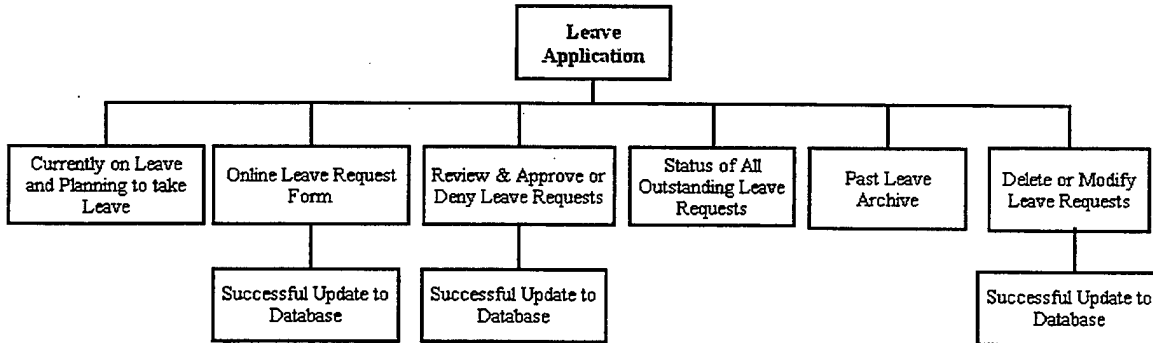 Leave
Application
Currently on Leave
and Planning to take
Leave
Online Leave Request
Form
Review & Approve or
Deny Leave Requests
Status of All
Outstanding Leave
Requests
Past Leave
Archive
Delete or Modify
Leave Requests
Successful Update to
Database
Successful Update to
Database
Successful Update to
Database